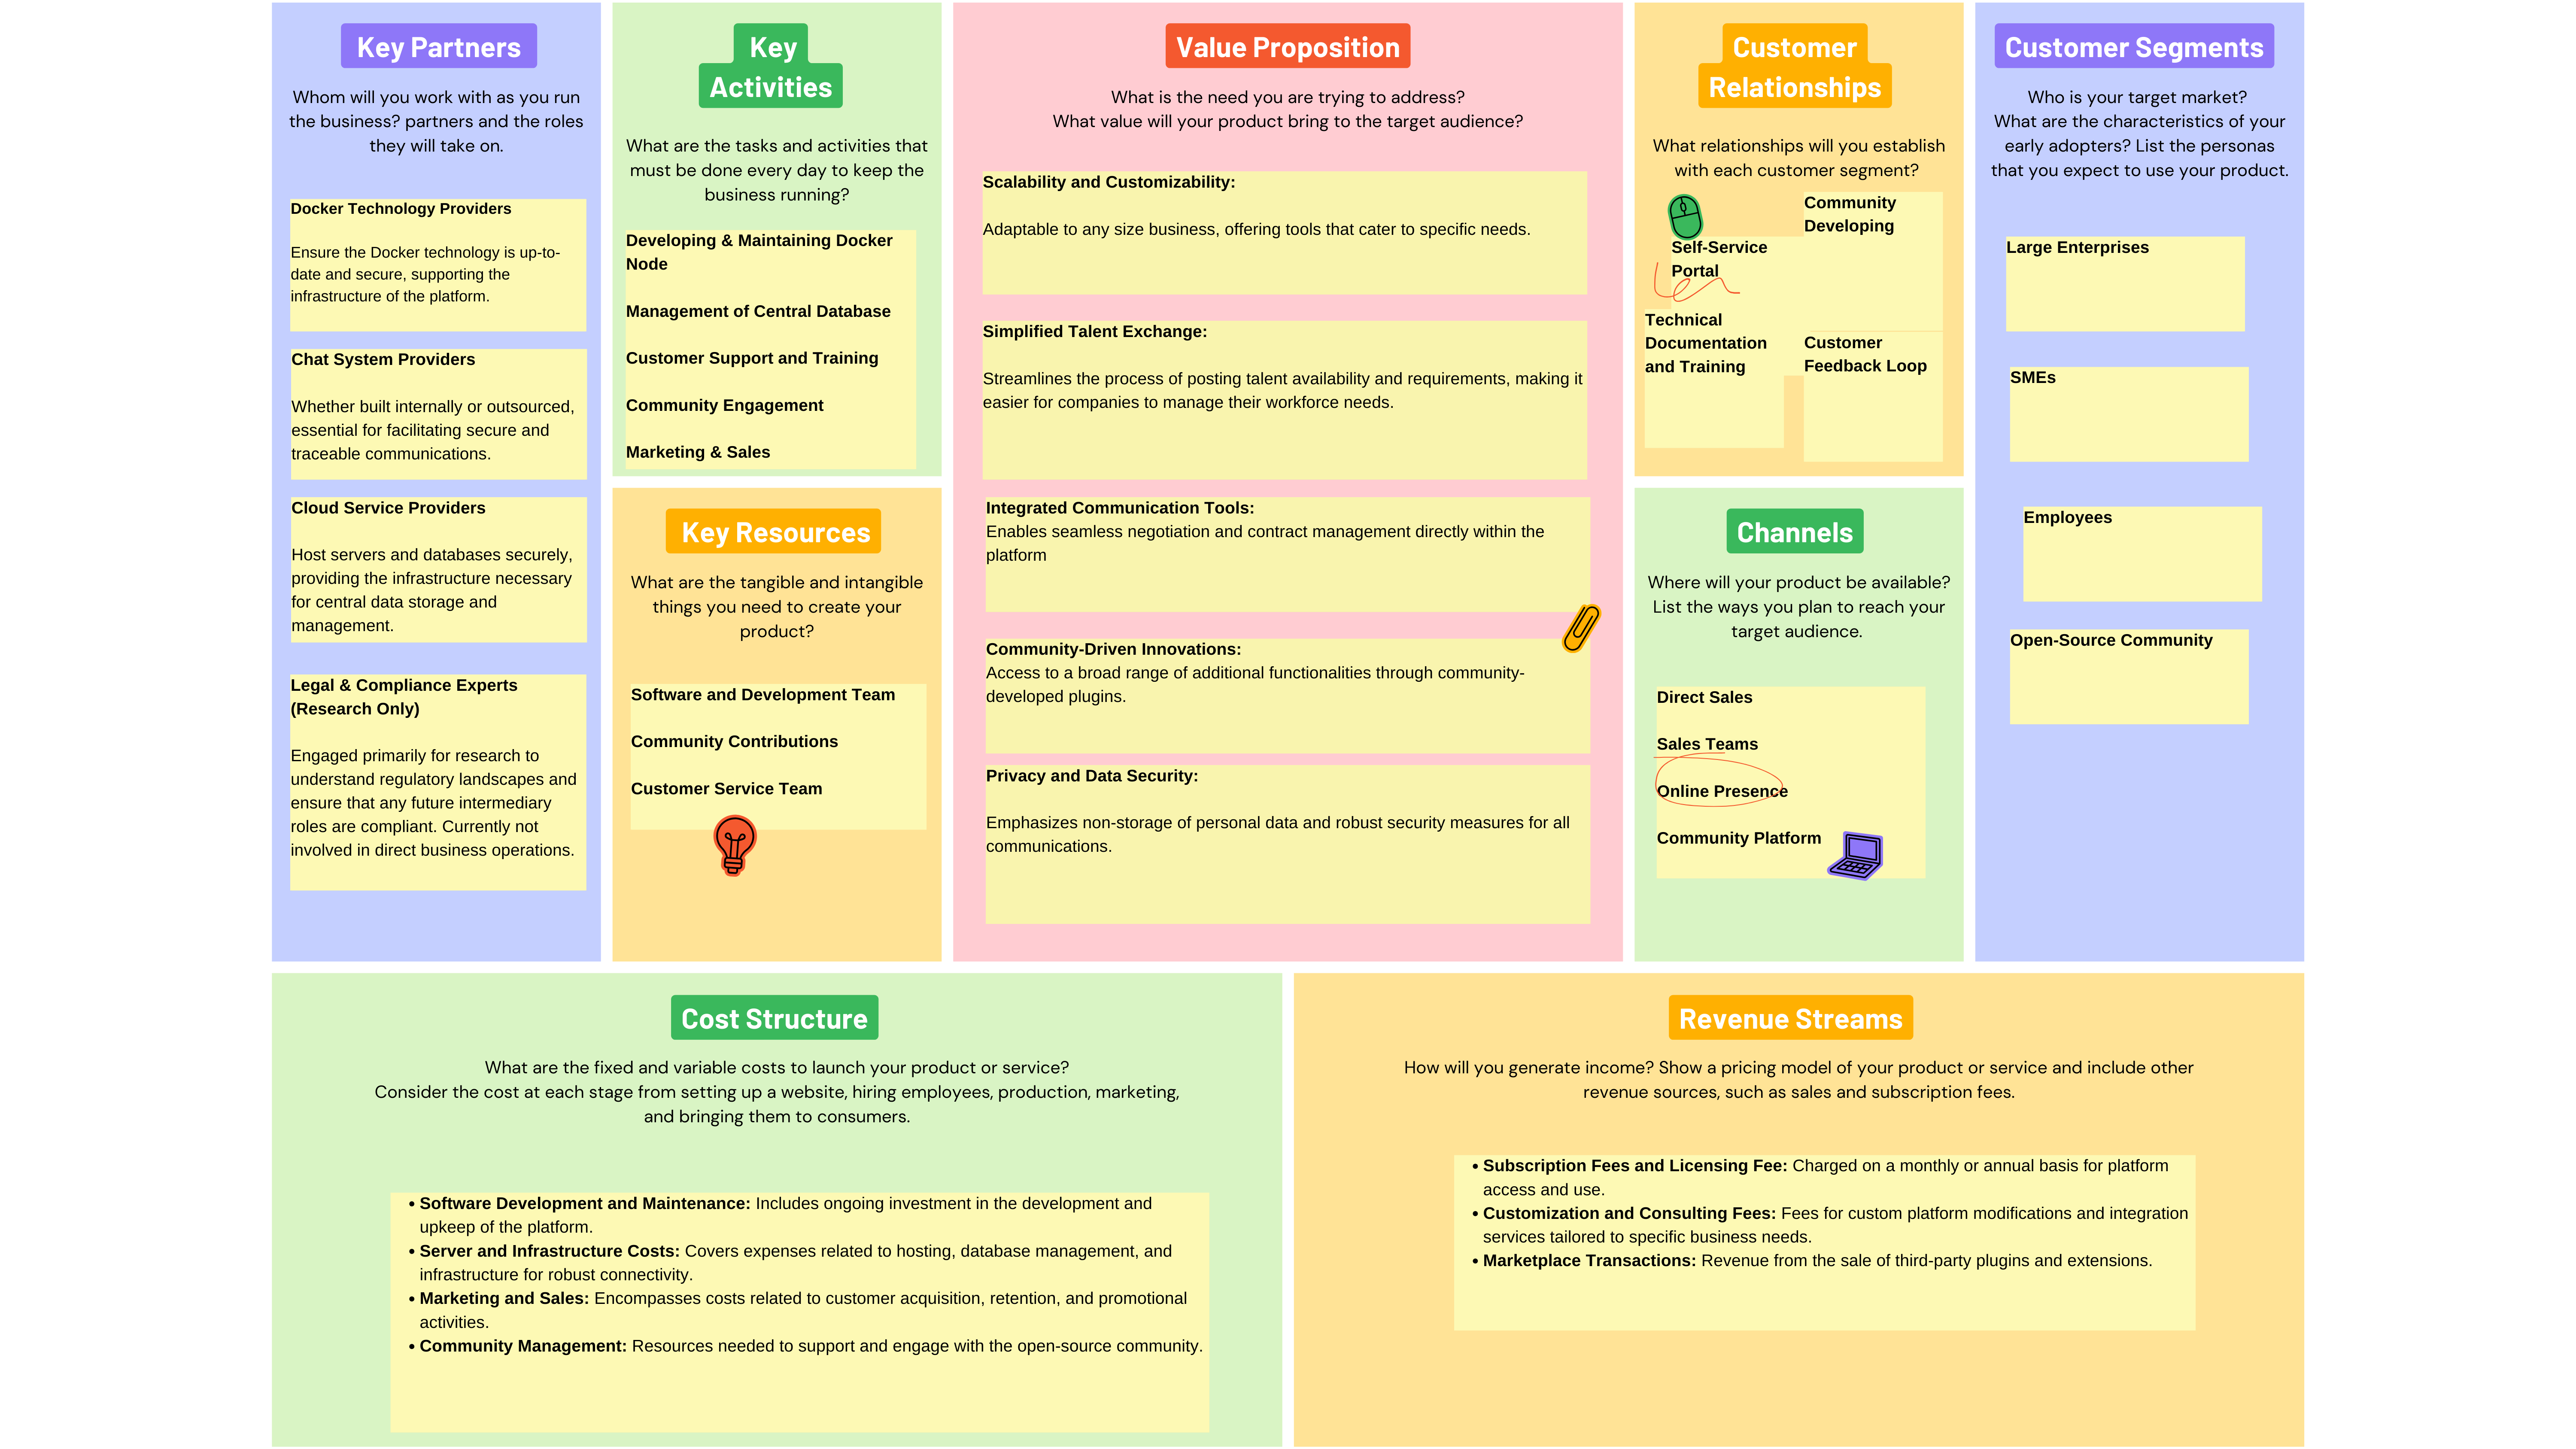 Key Partners
Whom will you work with as you run
the business? partners and the roles
they will take on.
Docker Technology Providers
Ensure the Docker technology is up-to-
date and secure, supporting the
infrastructure of the platform.
Chat System Providers
Whether built internally or outsourced,
essential for facilitating secure and
traceable communications.
Cloud Service Providers
Host servers and databases securely,
providing the infrastructure necessary
for central data storage and
management.
Legal & Compliance Experts
(Research Only)
Engaged primarily for research to
understand regulatory landscapes and
ensure that any future intermediary
roles are compliant. Currently not
involved in direct business operations.
Key
Activities
What are the tasks and activities that
must be done every day to keep the
business running?
Developing & Maintaining Docker
Node
Management of Central Database
Customer Support and Training
Community Engagement
Marketing & Sales
Key Resources
What are the tangible and intangible
things you need to create your
product?
Software and Development Team
Community Contributions
Customer Service Team
Value Proposition
What is the need you are trying to address?
What value will your product bring to the target audience?
Scalability and Customizability:
Adaptable to any size business, offering tools that cater to specific needs.
Simplified Talent Exchange:
Streamlines the process of posting talent availability and requirements, making it
easier for companies to manage their workforce needs.
Integrated Communication Tools:
Enables seamless negotiation and contract management directly within the
platform
Community-Driven Innovations:
Access to a broad range of additional functionalities through community-
developed plugins.
Privacy and Data Security:
Emphasizes non-storage of personal data and robust security measures for all
communications.
Customer
Relationships
What relationships will you establish
with each customer segment?
Community
Developing
Self-Service
Portal
Technical
Documentation
and Training
Customer
Feedback Loop
Channels
Where will your product be available?
List the ways you plan to reach your
target audience.
Direct Sales
Sales Teams
Online Presence
Community Platform
Customer Segments
Who is your target market?
What are the characteristics of your
early adopters? List the personas
that you expect to use your product.
Large Enterprises
SMEs
Employees
Open-Source Community
Cost Structure
What are the fixed and variable costs to launch your product or service?
Consider the cost at each stage from setting up a website, hiring employees, production, marketing,
and bringing them to consumers.
• Software Development and Maintenance: Includes ongoing investment in the development and
upkeep of the platform.
• Server and Infrastructure Costs: Covers expenses related to hosting, database management, and
infrastructure for robust connectivity.
• Marketing and Sales: Encompasses costs related to customer acquisition, retention, and promotional
activities.
• Community Management: Resources needed to support and engage with the open-source community.
Revenue Streams
How will you generate income? Show a pricing model of your product or service and include other
revenue sources, such as sales and subscription fees.
• Subscription Fees and Licensing Fee: Charged on a monthly or annual basis for platform
access and use.
• Customization and Consulting Fees: Fees for custom platform modifications and integration
services tailored to specific business needs.
• Marketplace Transactions: Revenue from the sale of third-party plugins and extensions.